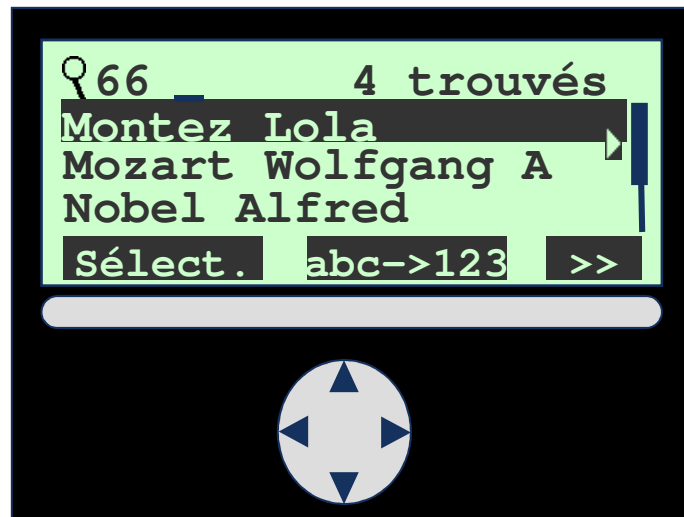 66 _ 4 trouvés
Montez Lola
Mozart Wolfgang A
Nobel Alfred
Sélect. abc->123 >>